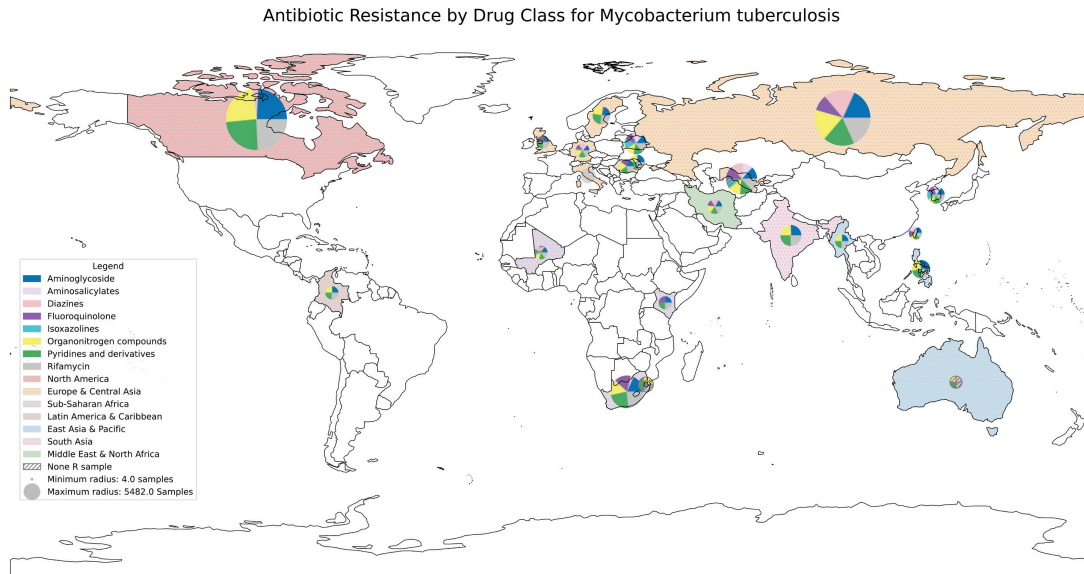 Antibiotic Resistance by Drug Class for Mycobacterium tuberculosis
Legend
Aminoglycoside
Aminosalicylates
Diazines
Fluoroquinolone
Isoxazolines
Organonitrogen compounds
Pyridines and derivatives
Rifamycin
North America
Europe & Central Asia
Sub-Saharan Africa
Latin America & Caribbean
East Asia & Pacific
South Asia
Middle East & North Africa
None R sample
Minimum radius: 4.0 samples
Maximum radius: 5482.0 Samples